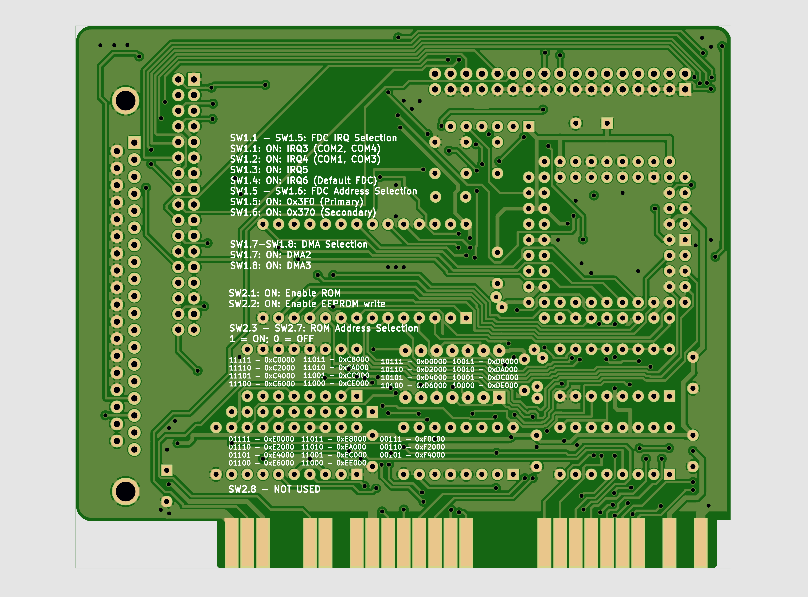 SW1.1 - SW1.5: FDC IRQ Selection
SW1.1: ON: IRQ3 (COM2, COM4)
SW1.2: ON: IRQ4 (COM1, COM3)
SW1.3: ON: IRQ5
SW1.4: ON: IRQ6 (Default FDC)
SW1.5 - SW1.6: FDC Address Selection
SW1.5: ON: 0x3F0 (Primary)
SW1.6: ON: 0x370 (Secondary)
SW1.7-SW1.8: DMA Selection
SW1.7: ON: DMA2
SW1.8: ON: DMA3
SW2.1: ON: Enable ROM
SW2.2: ON: Enable EEPROM write
SW2.3 - SW2.7: ROM Address Selection
1 = ON; 0 = OFF
11111 - 0xC0000 11011 - 0xC8000 10111 - 0xD0000 10011 - 0xD8000
11110 - 0xC2000 11010 - 0xCA000 10110 - 0xD2000 10010 - 0xDA000
11101 - 0xC4000 11001 - 0xCC000 10101 - 0xD4000 10001 - 0xDC000
11100 - 0xC6000 11000 - 0xCE000 10100 - 0xD6000 10000 - 0xDE000
01111 - 0xE0000 11011 - 0xE8000 00111 - 0xF0C00
01110 - 0xE2000 11010 - 0xEA000 00110 - 0xF2000
01101 - 0xE4000 11001 - 0xEC000 00101 - 0xF4000
01100 - 0xE6000 11000 - 0xEE000
SW2.8 - NOT USED